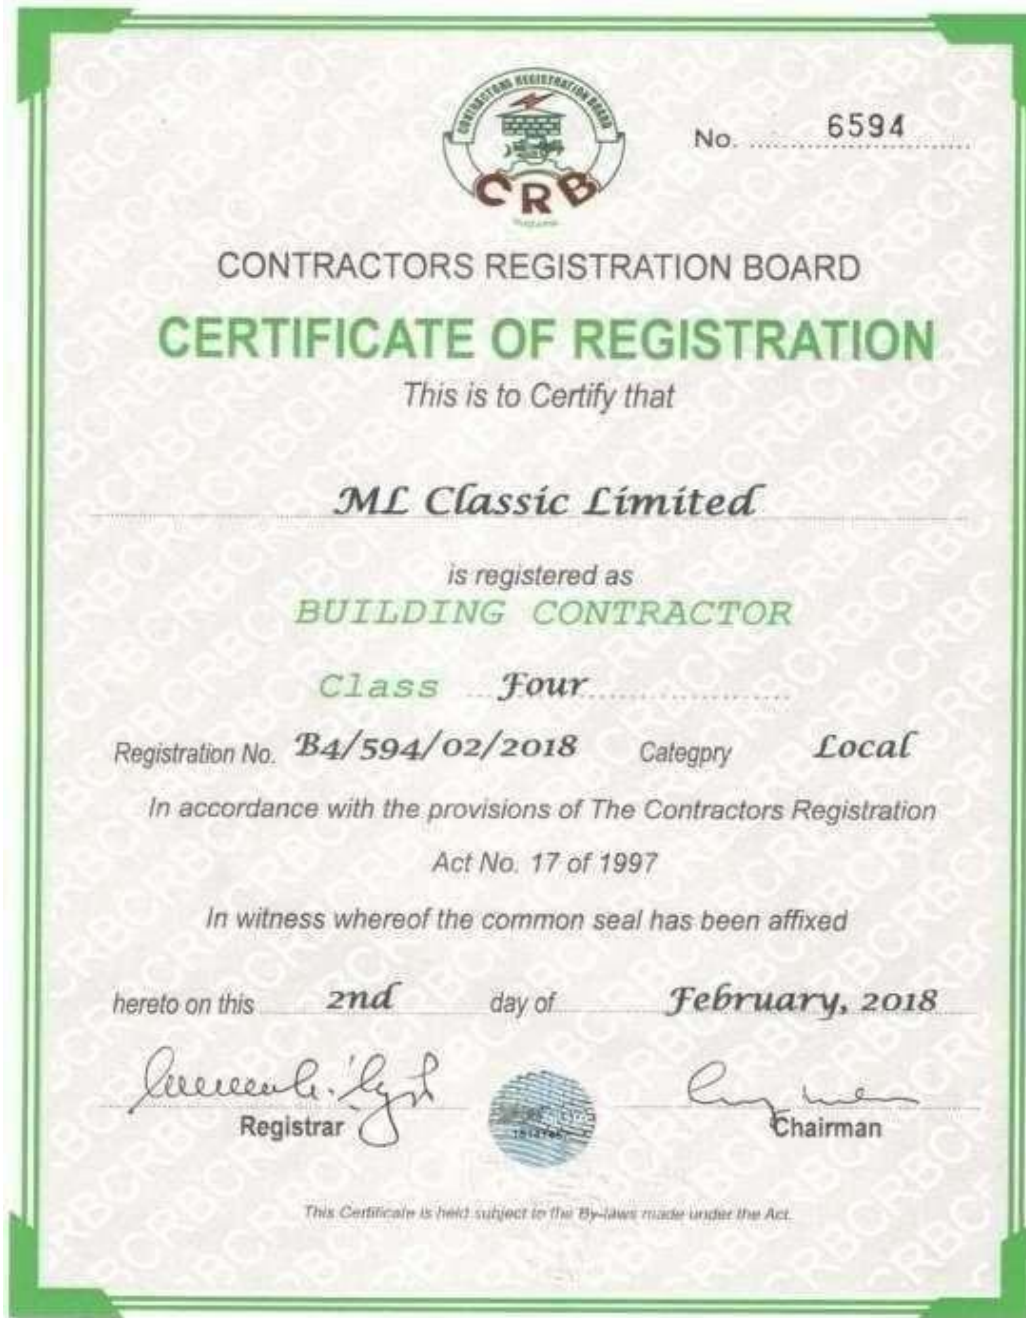 CONTRACTORS REGISTRATION BOARD
CRB
No. 6594
CONTRACTORS REGISTRATION BOARD
CERTIFICATE OF REGISTRATION
This is to Certify that
ML Classic Limited
is registered as
BUILDING CONTRACTOR
Class Four
Registration No. B4/594/02/2018 Categpry Local
In accordance with the provisions of The Contractors Registration
Act No. 17 of 1997
In witness whereof the common seal has been affixed
hereto on this 2nd day of February, 2018
Registrar Chairman
This Certificate is held subject to the By-laws made under the Act.